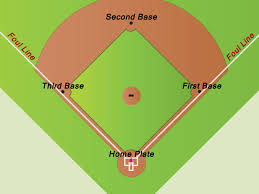 Second Base
Foul Line
Foul Line
Third Base
First Base
Home Plate